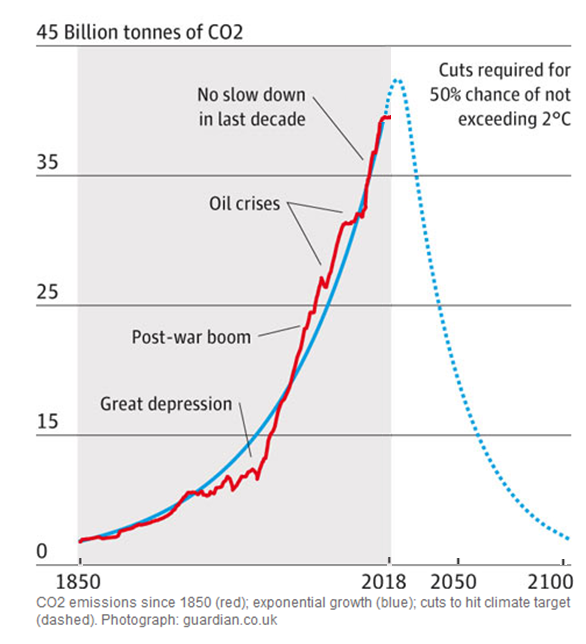 45 Billion tonnes of CO2
Cuts required for
50% chance of not
exceeding 2°C
No slow down
in last decade
35
Oil crises
25
Post-war boom
Great depression
15
0
1850 2018 2050 2100
CO2 emissions since 1850 (red); exponential growth (blue); cuts to hit climate target
(dashed). Photograph: guardian.co.uk